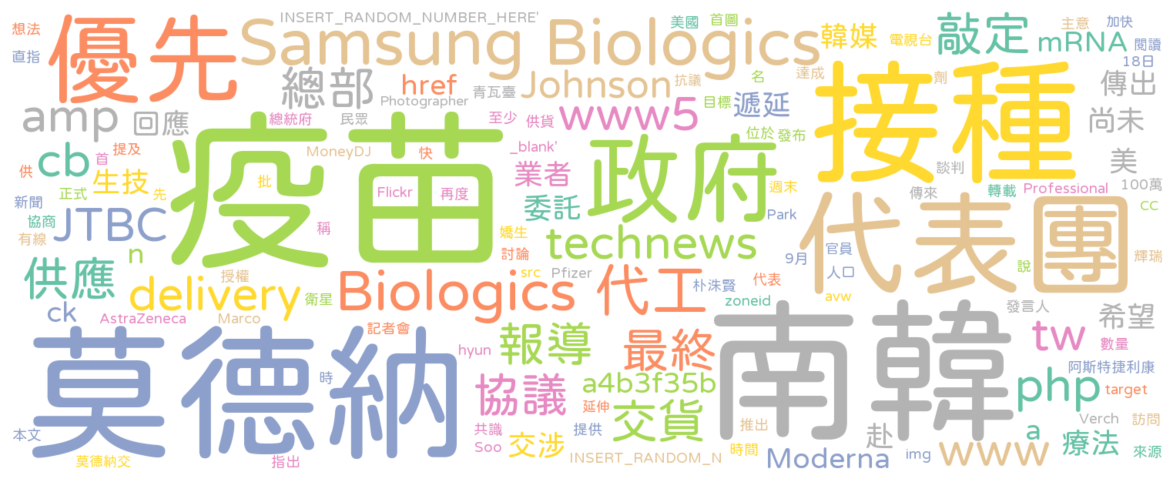 INSERT_RANDOM_NUMBER_HERE'
想法
優先
Samsung Biologics
美國
首圖
主意
加快
直指
韓媒
電視台
敲定
mRNA
閱讀
18日
總部
href
青瓦臺
Johnson
抗議
達成
名
劑
接種
傳出
amp
回應
Photographer
總統府
民眾
至少
供貨
www5
目標
遞延
尚未
位於
發布
cb
首
提及
供
疫苗
MoneyDJ
快
_blank'
政府
談判
美
生技
正式
先
批
Flickr
再度
業者
週末
傳來
轉載
Professional
100萬
新聞
協商
有線
JTBC
稱
嬌生
委託
Park
代表團
cc
n
討論
technews
官員
9月
人口
說
輝瑞
供應
授權
delivery
衛星
src
Pfizer
Biologics
代工
代表
朴洙賢
zoneid
avw
ck
AstraZeneca
Marco
記者會
發言人
希望
莫德納
hyun
報導
最終
南韓
tw
數量
時
協議
a4b3f35b
阿斯特捷利康
php
target
延伸
交貨
共識
Soo
交涉
提供
推出
赴
a
Verch
訪問
本文
莫德納交
指出
INSERT_RANDOM_N
時間
Moderna
img
www
療法
來源